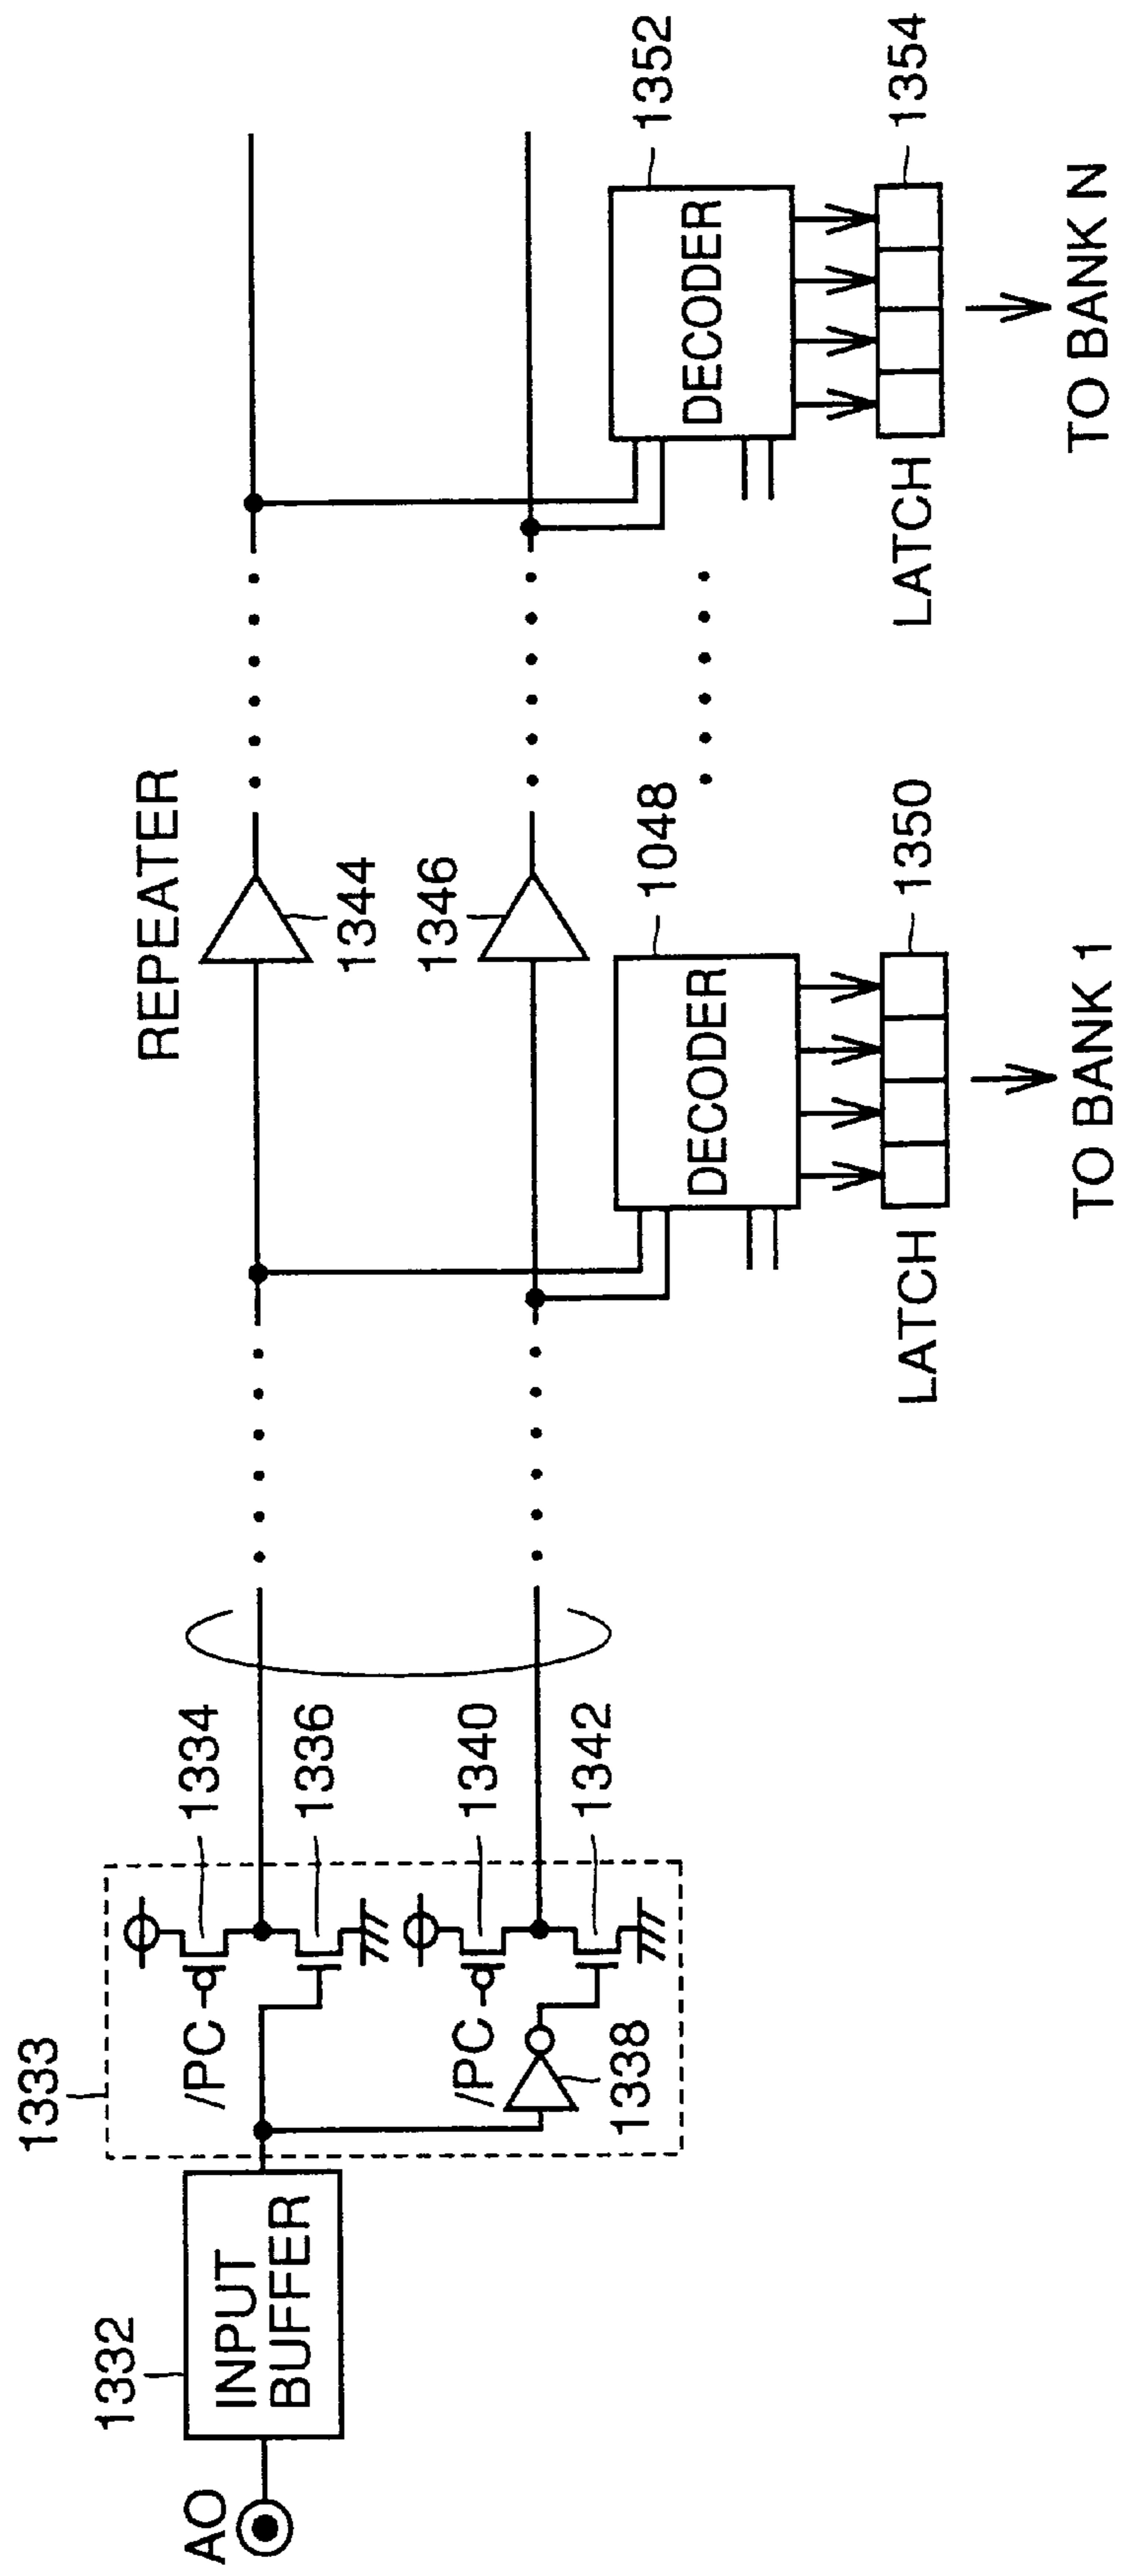 1333
1332
A0
INPUT
BUFFER
/PC
1334
1336
/PC
1338
1340
1342
REPEATER
1344
1346
DECODER
1048
LATCH
1350
TO BANK 1
DECODER
1352
LATCH
1354
TO BANK N